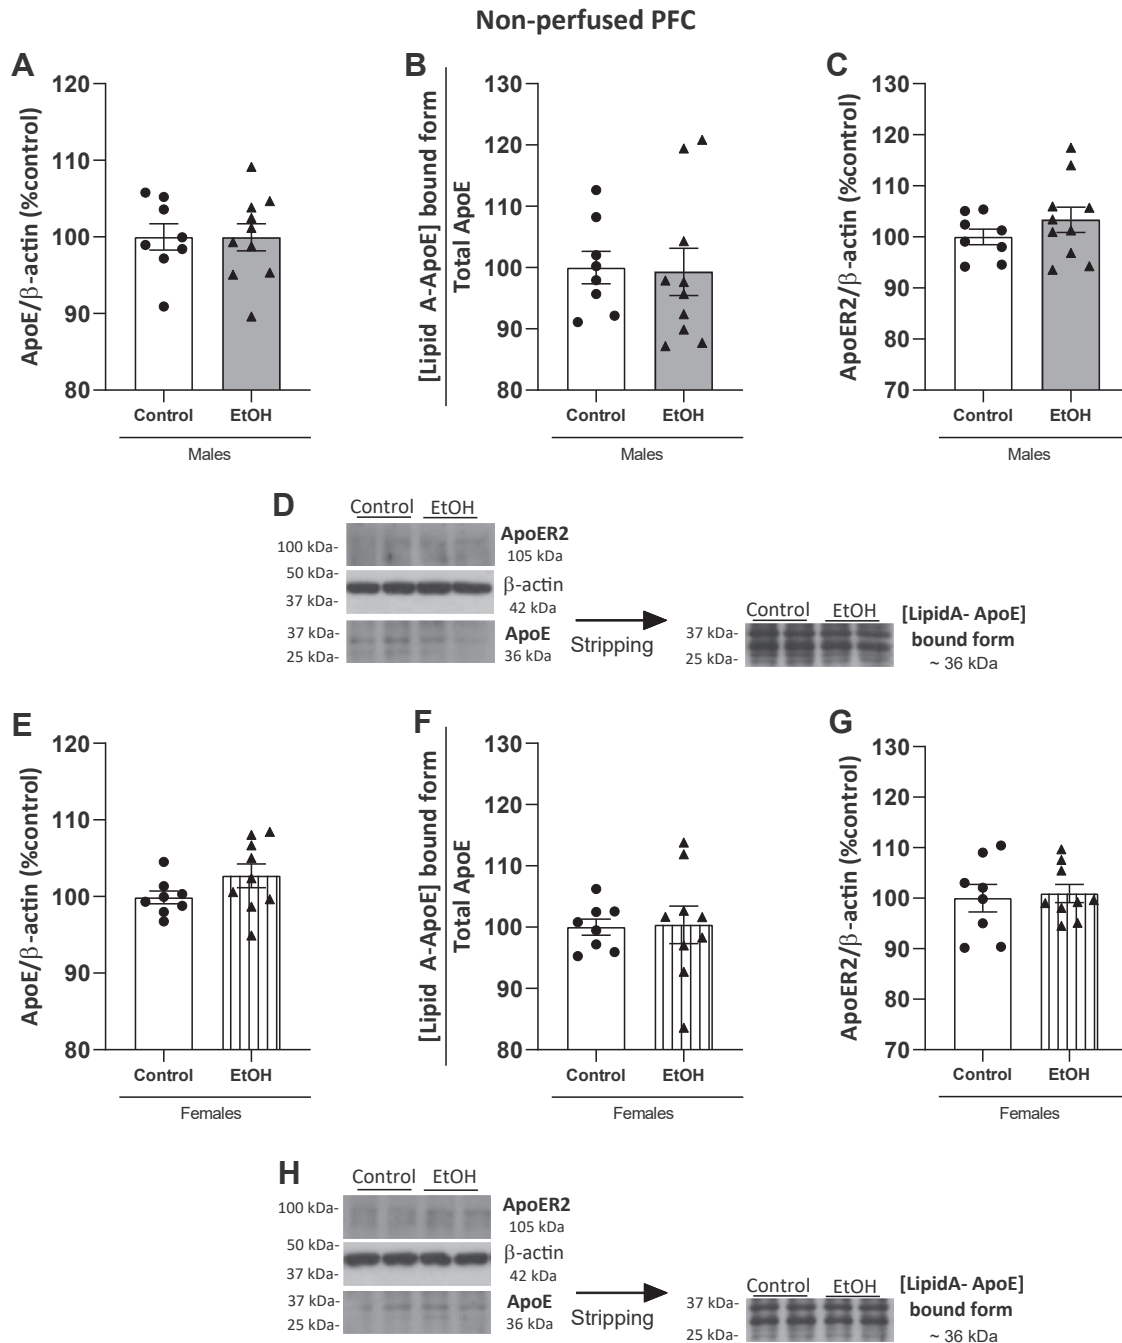 Non-perfused PFC
A
ApoE/β-actin (%control)
120
110
100
90
80
Control
EtOH
Males
B
[Lipid A-ApoE] bound form
Total ApoE
130
120
110
100
90
80
Control
EtOH
Males
C
ApoER2/β-actin (%control)
130
120
110
100
90
80
70
Control
EtOH
Males
D
Control
EtOH
100 kDa-
ApoER2
105 kDa
50 kDa-
37 kDa-
β-actin
42 kDa
37 kDa-
25 kDa-
ApoE
36 kDa
Stripping
Control
EtOH
37 kDa-
25 kDa-
[LipidA- ApoE]
bound form
~ 36 kDa
E
ApoE/β-actin (%control)
120
110
100
90
80
Control
EtOH
Females
F
[Lipid A-ApoE] bound form
Total ApoE
130
120
110
100
90
80
Control
EtOH
Females
G
ApoER2/β-actin (%control)
130
120
110
100
90
80
70
Control
EtOH
Females
H
Control
EtOH
100 kDa-
ApoER2
105 kDa
50 kDa-
37 kDa-
β-actin
42 kDa
37 kDa-
25 kDa-
ApoE
36 kDa
Stripping
Control
EtOH
37 kDa-
25 kDa-
[LipidA- ApoE]
bound form
~ 36 kDa